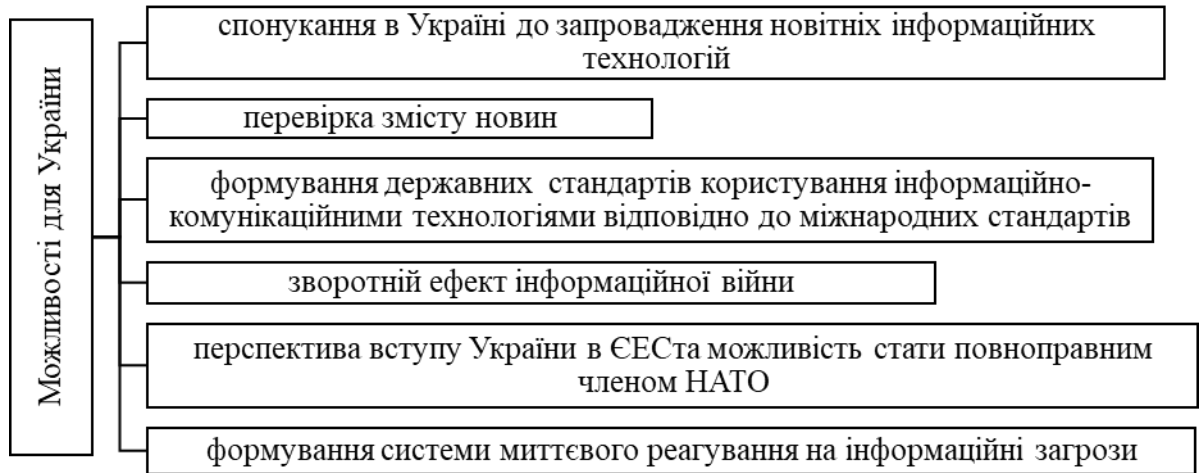 Можливості для України
спонукання в Україні до запровадження новітніх інформаційних
технологій
перевірка змісту новин
формування державних стандартів користування інформаційно-
комунікаційними технологіями відповідно до міжнародних стандартів
зворотній ефект інформаційної війни
перспектива вступу України в ЄЕСта можливість стати повноправним
членом НАТО
формування системи миттєвого реагування на інформаційні загрози